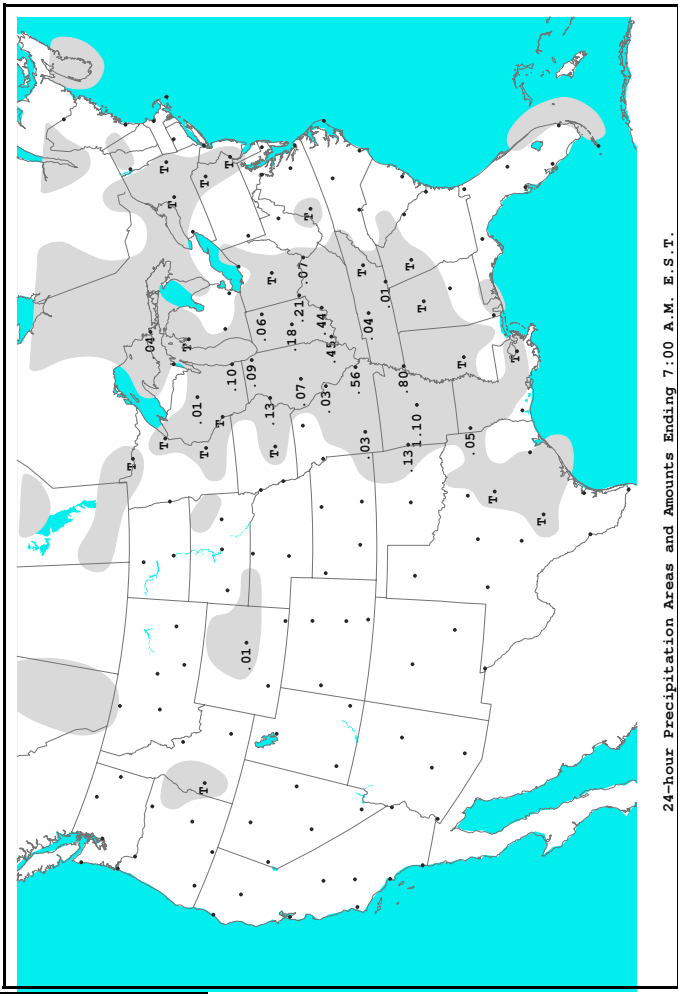 T
.04
T
T
T
T
.01
T
T
T
T
T
.10
.01
.09
.06
.13
T
T
.18
.21
.07
.07
T
.44
.03
.45
.56
T
.03
.04
.01
.80
.13
T
1.10
T
T
.05
T
T
T
24-hour Precipitation Areas and Amounts Ending 7:00 A.M. E.S.T.